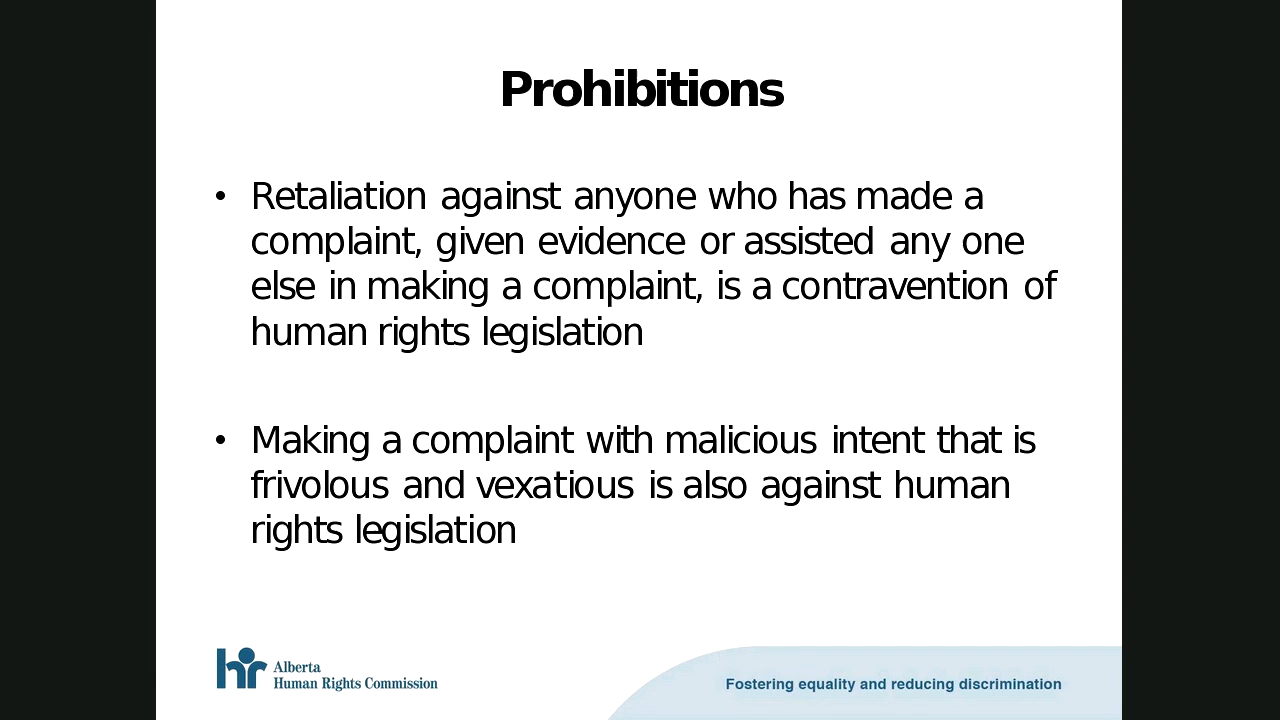 Prohibitions
• Retaliation against anyone who has made a
complaint, given evidence or assisted any one
else in making a complaint, is a contravention of
human rights legislation
• Making a complaint with malicious intent that is
frivolous and vexatious is also against human
rights legislation
hr Alberta
Human Rights Commission
Fostering equality and reducing discrimination